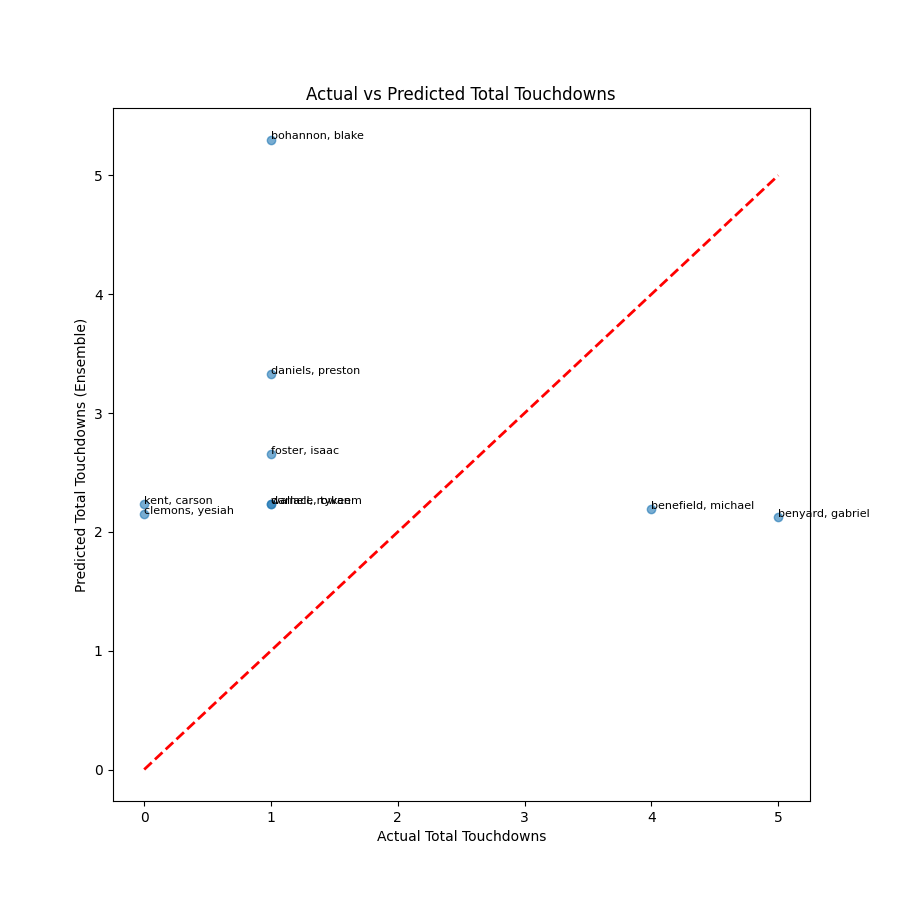 Actual vs Predicted Total Touchdowns
Predicted Total Touchdowns (Ensemble)
5
4
3
2
1
0
bohannon, blake
daniels, preston
foster, isaac
kent, carson
clemons, yesiah
benefield, michael
benyard, gabriel
0 1 2 3 4 5
Actual Total Touchdowns